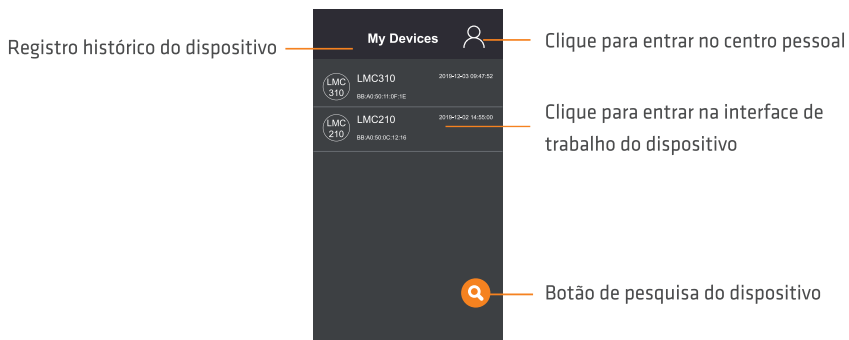 Registro histórico do dispositivo
My Devices
Clique para entrar no centro pessoal
LMC
310
LMC310
2019-12-03 09:47:52
BB:A0:50:11:0F:1E
LMC
210
LMC210
2019-12-02 14:55:00
BB:A0:50:0C:12:16
Clique para entrar na interface de
trabalho do dispositivo
Botão de pesquisa do dispositivo